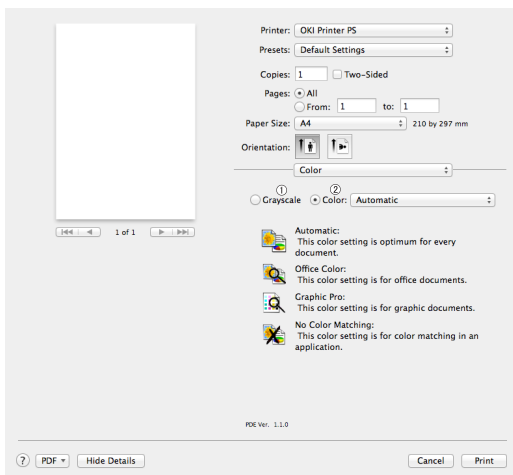 Printer: OKI Printer PS
Presets: Default Settings
Copies: 1 Two-Sided
Pages: All
From: 1 to: 1
Paper Size: A4 210 by 297 mm
Orientation:
Color
① ②
Grayscale Color: Automatic
1 of 1
Automatic:
This color setting is optimum for every
document.
Office Color:
This color setting is for office documents.
Graphic Pro:
This color setting is for graphic documents.
No Color Matching:
This color setting is for color matching in an
application.
PDE Ver. 1.1.0
? PDF Hide Details Cancel Print